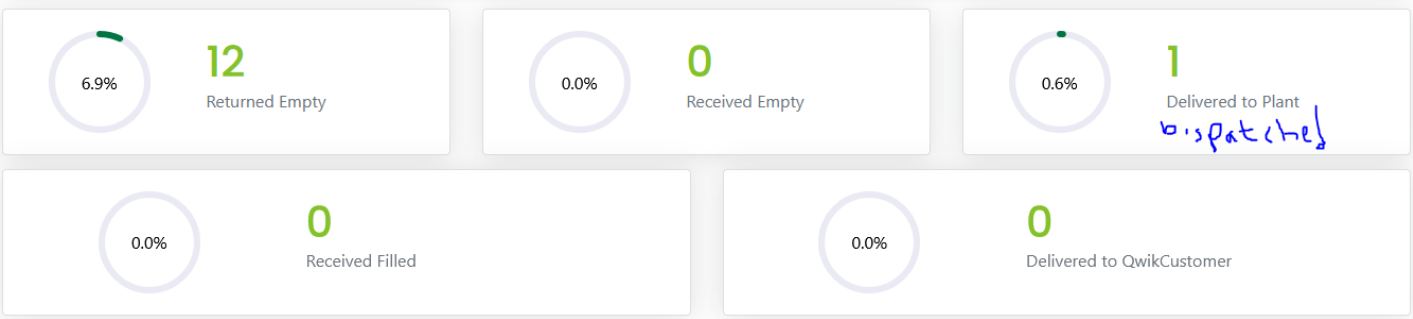 6.9%
12
Returned Empty
0.0%
0
Received Empty
0.6%
1
Delivered to Plant
Dispatched
0.0%
0
Received Filled
0.0%
0
Delivered to QwikCustomer